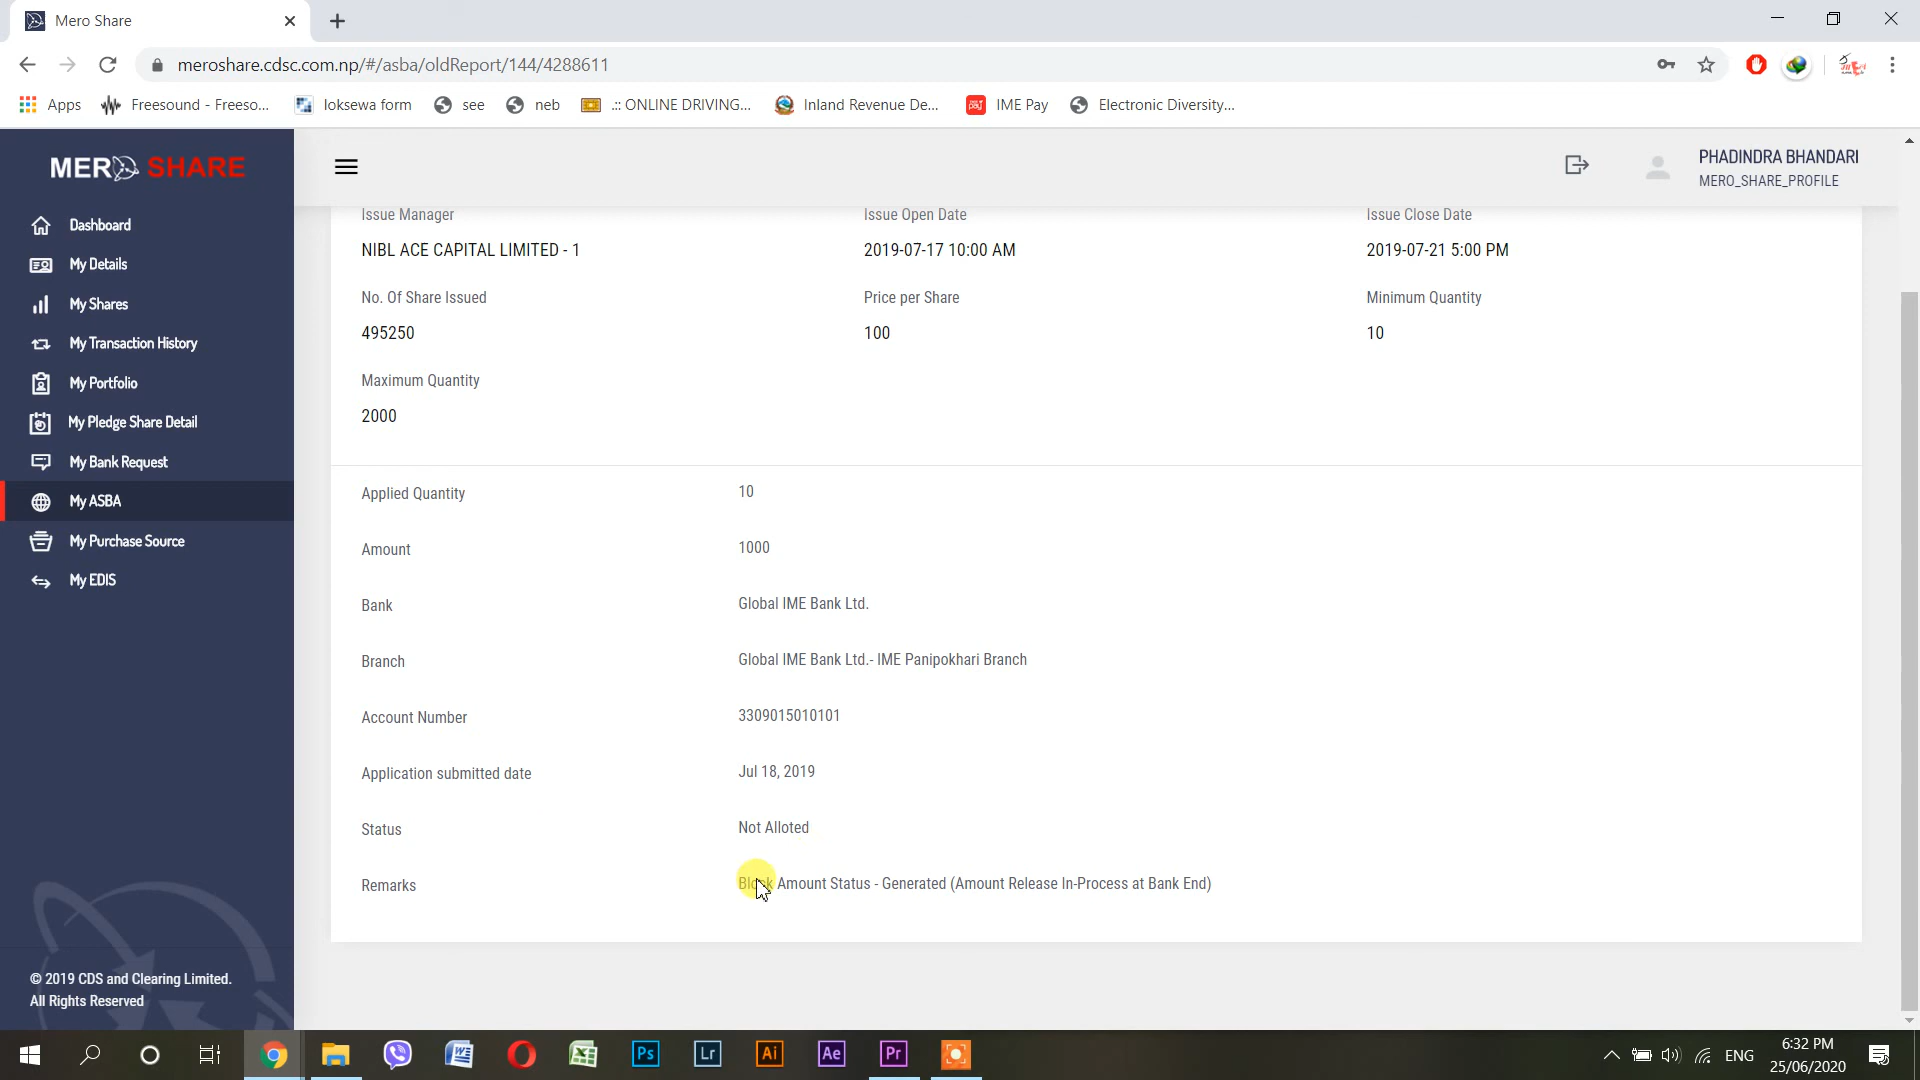 Mero Share
meroshare.cdsc.com.np/#/asba/oldReport/144/4288611
Apps Freesound - Freeso... loksewa form see neb .:: ONLINE DRIVING... Inland Revenue De... IME Pay Electronic Diversity...
MERO SHARE
PHADINDRA BHANDARI
MERO_SHARE_PROFILE
Dashboard
My Details
My Shares
My Transaction History
My Portfolio
My Pledge Share Detail
My Bank Request
My ASBA
My Purchase Source
My EDIS
© 2019 CDS and Clearing Limited.
All Rights Reserved
Issue Manager Issue Open Date Issue Close Date
NIBL ACE CAPITAL LIMITED - 1 2019-07-17 10:00 AM 2019-07-21 5:00 PM
No. Of Share Issued Price per Share Minimum Quantity
495250 100 10
Maximum Quantity
2000
Applied Quantity 10
Amount 1000
Bank Global IME Bank Ltd.
Branch Global IME Bank Ltd.- IME Panipokhari Branch
Account Number 3309015010101
Application submitted date Jul 18, 2019
Status Not Alloted
Remarks Block Amount Status - Generated (Amount Release In-Process at Bank End)
Ps Lr Ai Ae Pr ENG 6:32 PM
25/06/2020